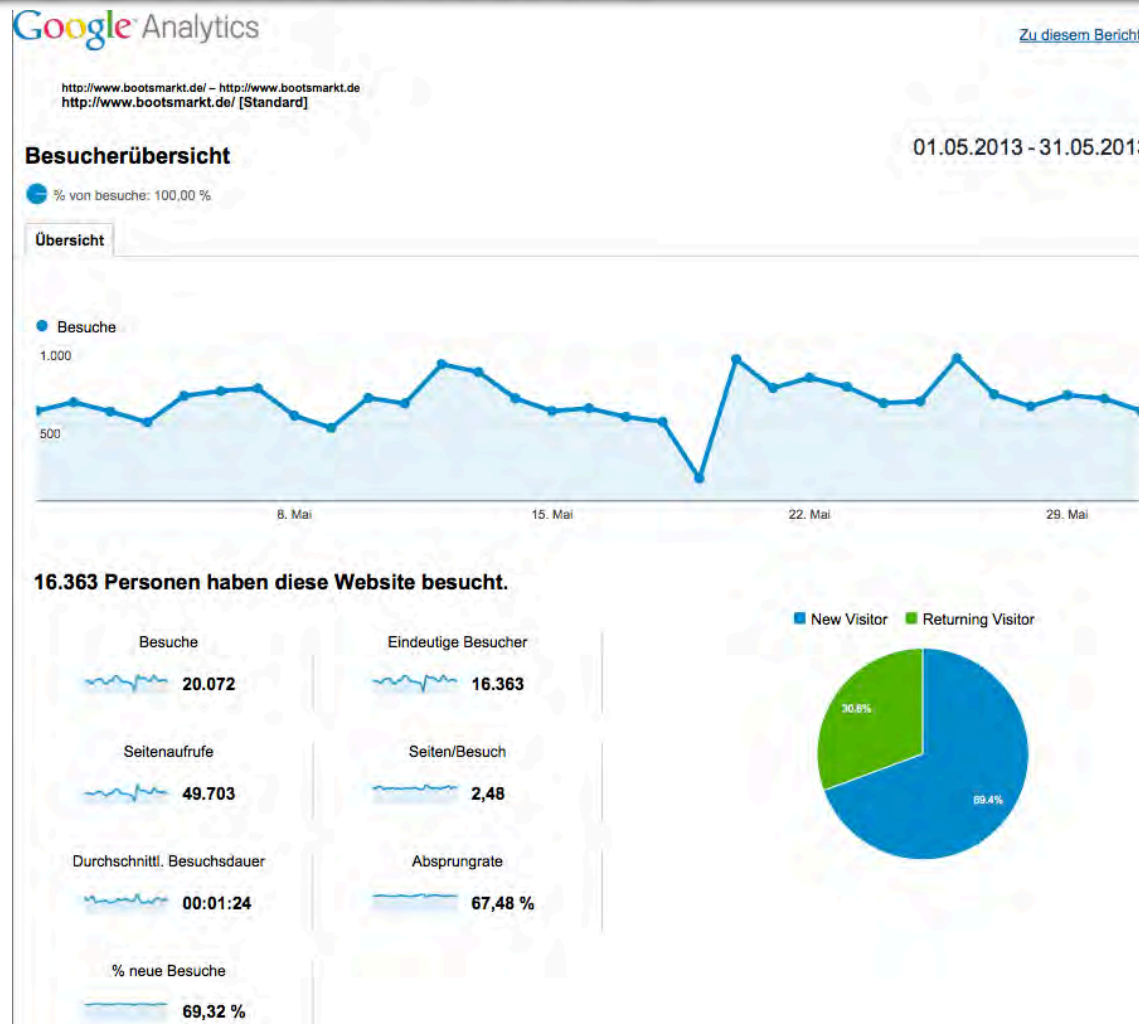 Google Analytics
Zu diesem Bericht
http://www.bootsmarkt.de/ – http://www.bootsmarkt.de
http://www.bootsmarkt.de/ [Standard]
Besucherübersicht
01.05.2013 - 31.05.2013
% von besuche: 100,00 %
Übersicht
Besuche
1.000
500
8. Mai
15. Mai
22. Mai
29. Mai
16.363 Personen haben diese Website besucht.
New Visitor
Returning Visitor
Besuche
20.072
Eindeutige Besucher
16.363
Seitenaufrufe
49.703
Seiten/Besuch
2,48
Durchschnittl. Besuchsdauer
00:01:24
Absprungrate
67,48 %
% neue Besuche
69,32 %
30.6%
69.4%